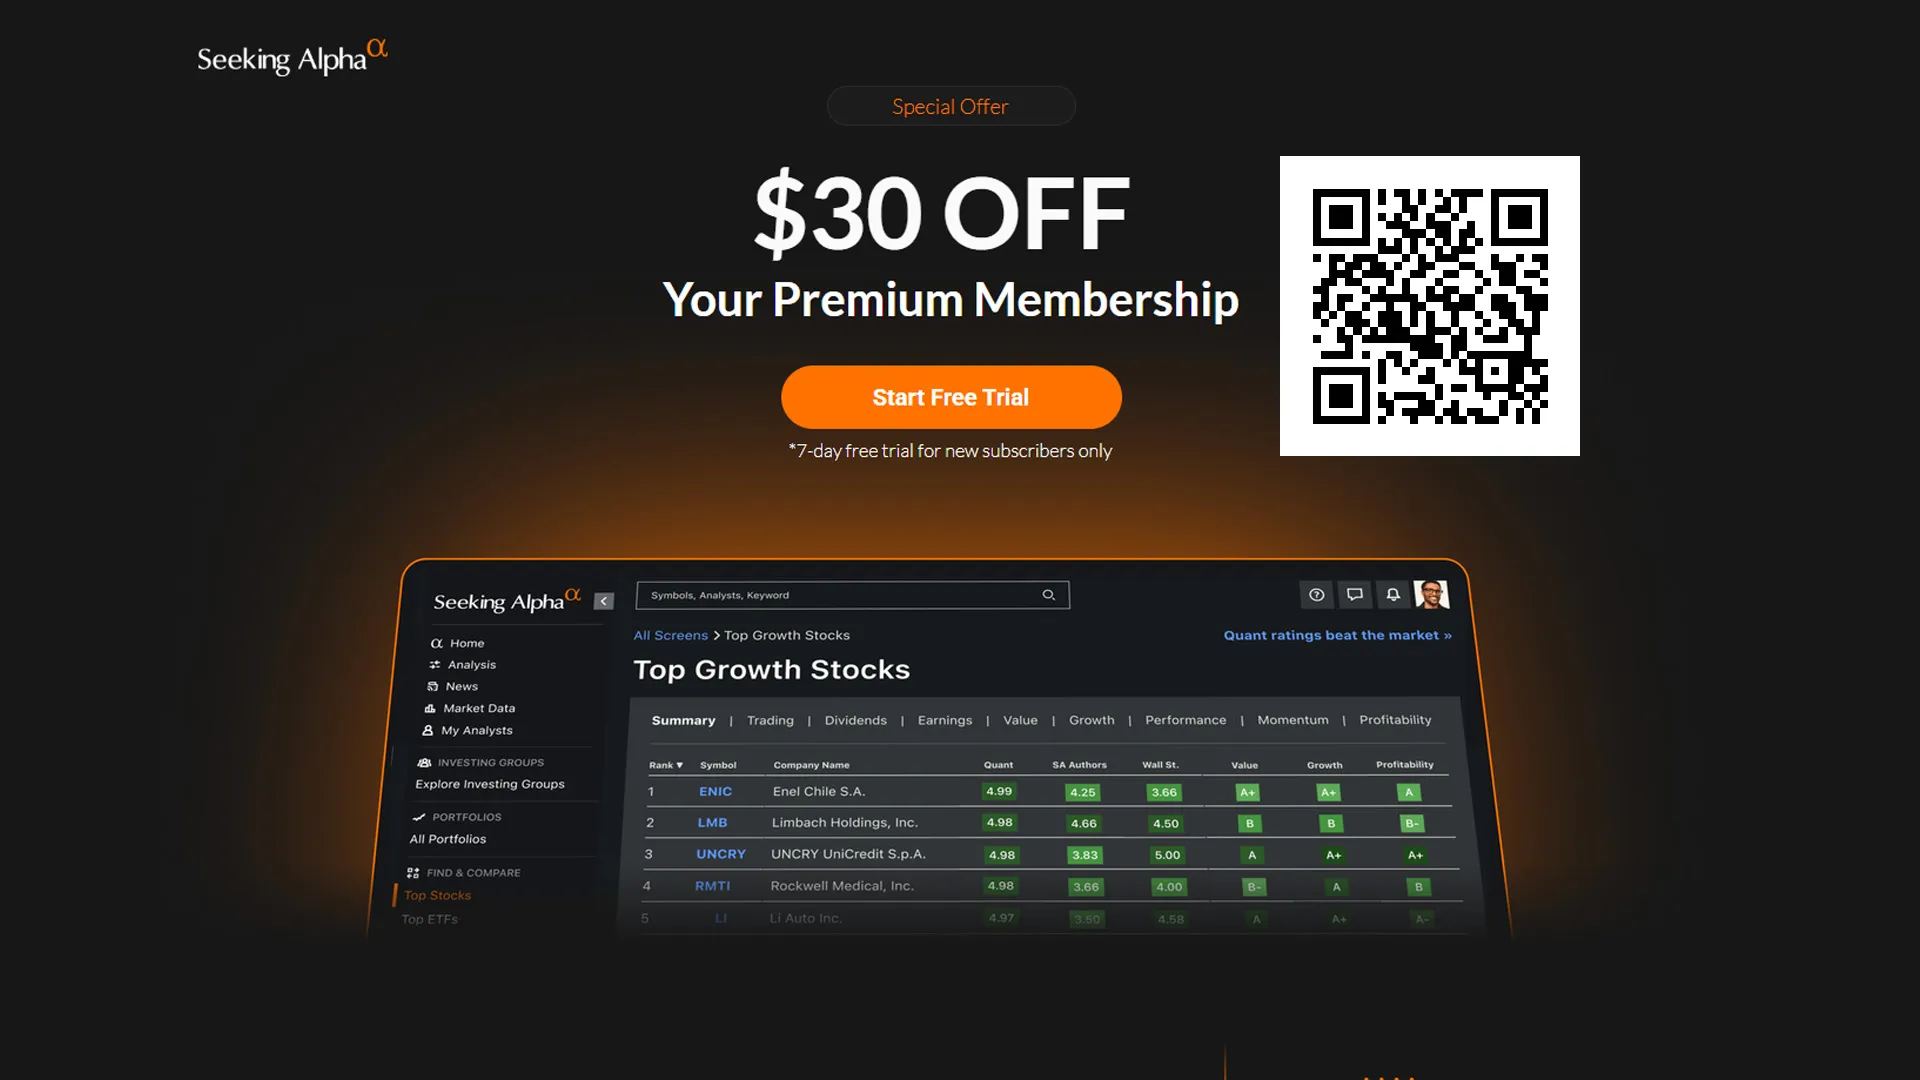 Seeking Alpha α
Special Offer
$30 OFF
Your Premium Membership
Start Free Trial
*7-day free trial for new subscribers only
Seeking Alpha α
Symbols, Analysts, Keyword
Home
Analysis
News
Market Data
My Analysts
INVESTING GROUPS
Explore Investing Groups
PORTFOLIOS
All Portfolios
FIND & COMPARE
Top Stocks
Top ETFs
All Screens > Top Growth Stocks
Quant ratings beat the market »
Top Growth Stocks
Summary | Trading | Dividends | Earnings | Value | Growth | Performance | Momentum | Profitability
Rank ▼ Symbol Company Name Quant SA Authors Wall St. Value Growth Profitability
1 ENIC Enel Chile S.A. 4.99 4.25 3.66 A+ A+ A
2 LMB Limbach Holdings, Inc. 4.98 4.66 4.50 B B B-
3 UNCRY UNCRY UniCredit S.p.A. 4.98 3.83 5.00 A A+ A+
4 RMTI Rockwell Medical, Inc. 4.98 3.66 4.00 B- A B
5 LI Li Auto Inc. 4.97 3.50 4.58 A A+ A-